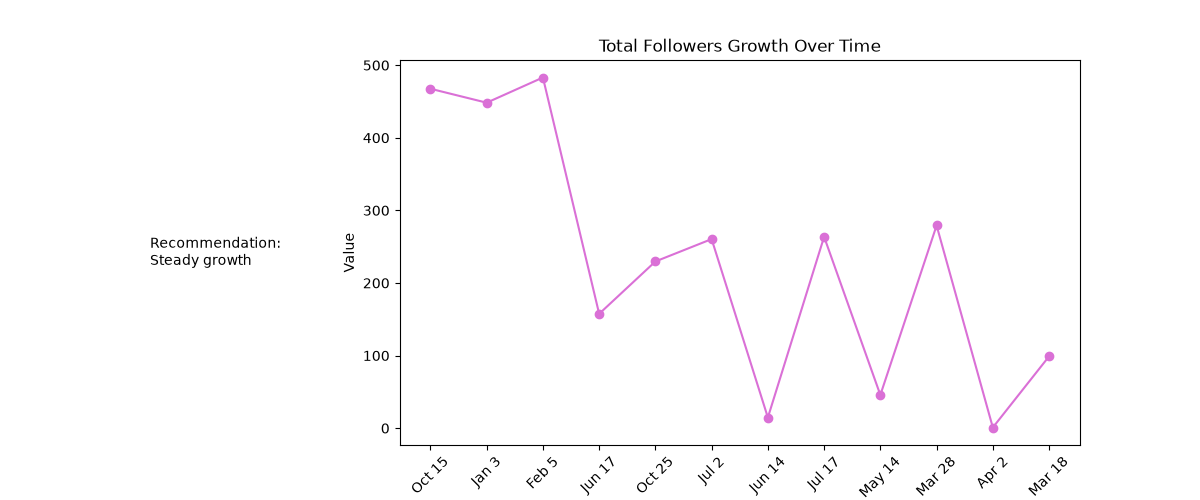 Total Followers Growth Over Time
Recommendation:
Steady growth
Value
500
400
300
200
100
0
Oct 15
Jan 3
Feb 5
Jun 17
Oct 25
Jul 2
Jun 14
Jul 17
May 14
Mar 28
Apr 2
Mar 18